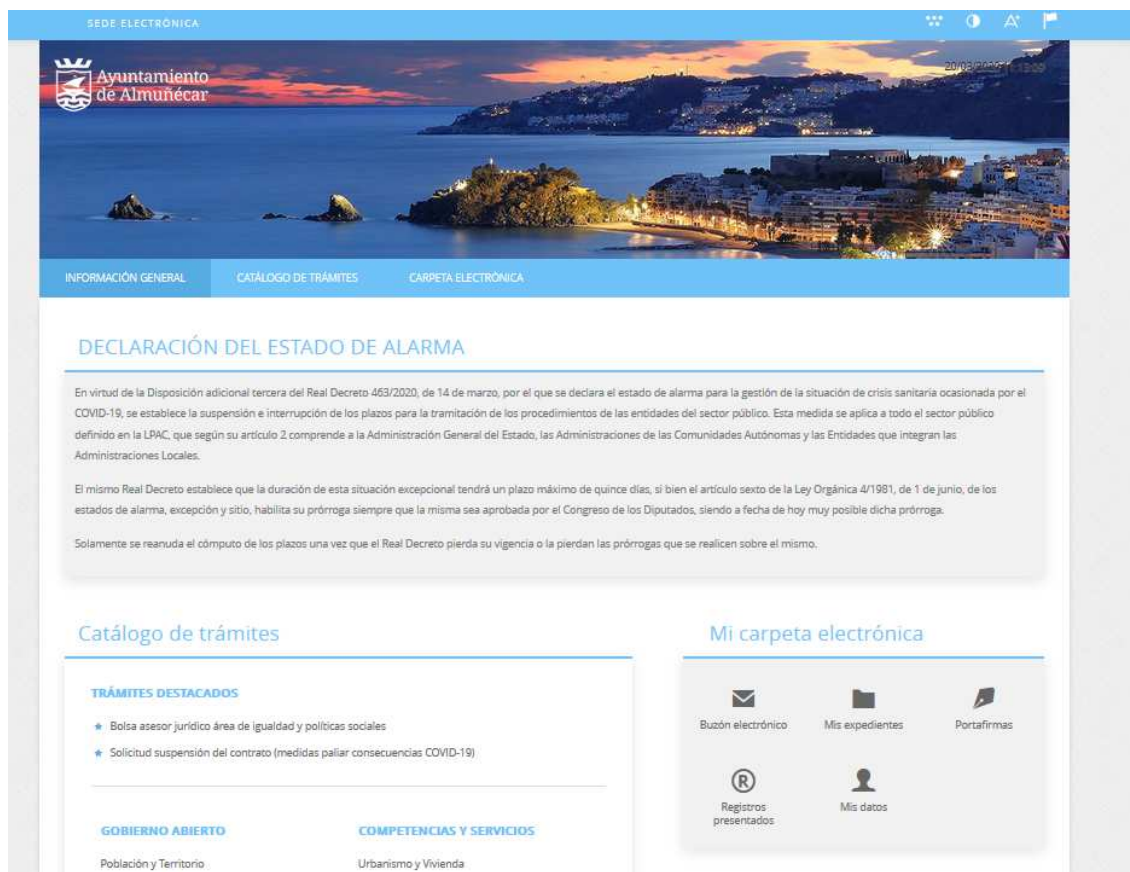 SEDE ELECTRÓNICA
Ayuntamiento
de Almuñécar
INFORMACIÓN GENERAL
CATÁLOGO DE TRÁMITES
CARPETA ELECTRÓNICA
DECLARACIÓN DEL ESTADO DE ALARMA
En virtud de la Disposición adicional tercera del Real Decreto 463/2020, de 14 de marzo, por el que se declara el estado de alarma para la gestión de la situación de crisis sanitaria ocasionada por el
COVID-19, se establece la suspensión e interrupción de los plazos para la tramitación de los procedimientos de las entidades del sector público. Esta medida se aplica a todo el sector público
definido en la LPAC, que según su artículo 2 comprende a la Administración General del Estado, las Administraciones de las Comunidades Autónomas y las Entidades que integran las
Administraciones Locales.
El mismo Real Decreto establece que la duración de esta situación excepcional tendrá un plazo máximo de quince días, si bien el artículo sexto de la Ley Orgánica 4/1981, de 1 de junio, de los
estados de alarma, excepción y sitio, habilita su prórroga siempre que la misma sea aprobada por el Congreso de los Diputados, siendo a fecha de hoy muy posible dicha prórroga.
Solamente se reanuda el cómputo de los plazos una vez que el Real Decreto pierda su vigencia o la pierdan las prórrogas que se realicen sobre el mismo.
Catálogo de trámites
TRÁMITES DESTACADOS
Bolsa asesor jurídico área de igualdad y políticas sociales
Solicitud suspensión del contrato (medidas paliar consecuencias COVID-19)
GOBIERNO ABIERTO
Población y Territorio
COMPETENCIAS Y SERVICIOS
Urbanismo y Vivienda
Mi carpeta electrónica
Buzón electrónico
Mis expedientes
Portafirmas
Registros
presentados
Mis datos